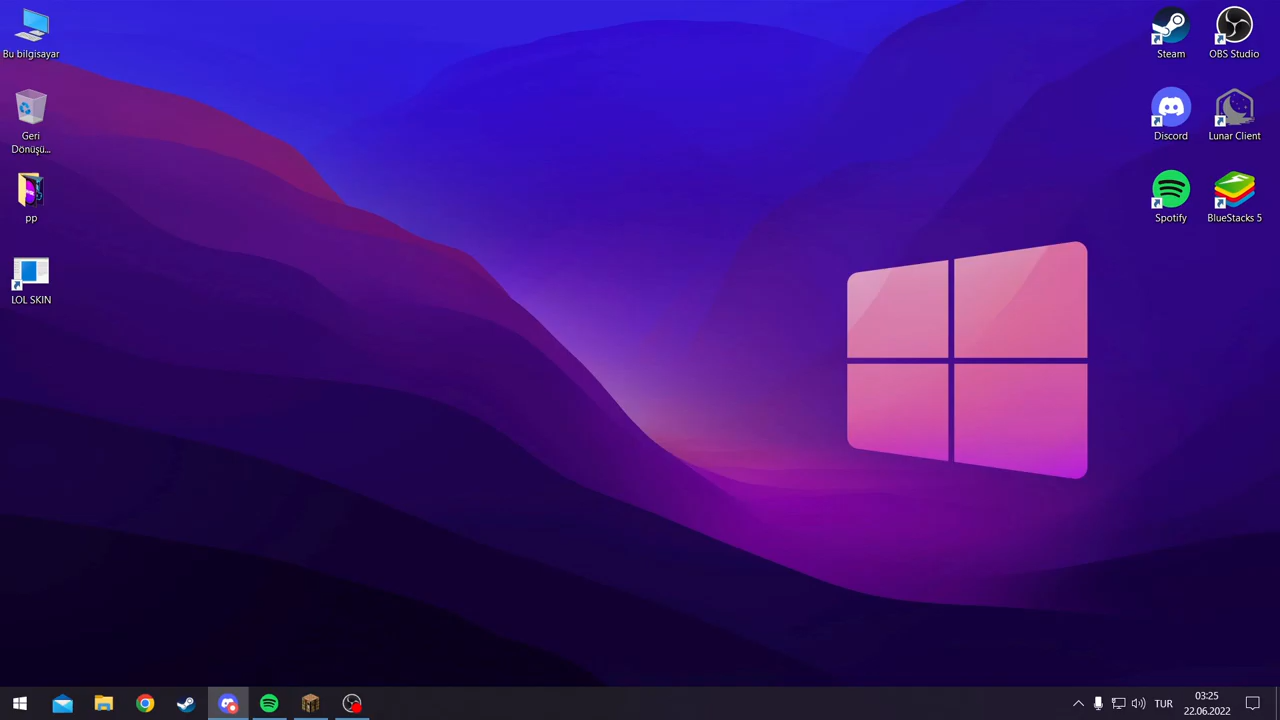 Bu bilgisayar
Geri
Dönüşü...
pp
LOL SKIN
Steam
OBS Studio
Discord
Lunar Client
Spotify
BlueStacks 5
TUR
03:25
22.06.2022